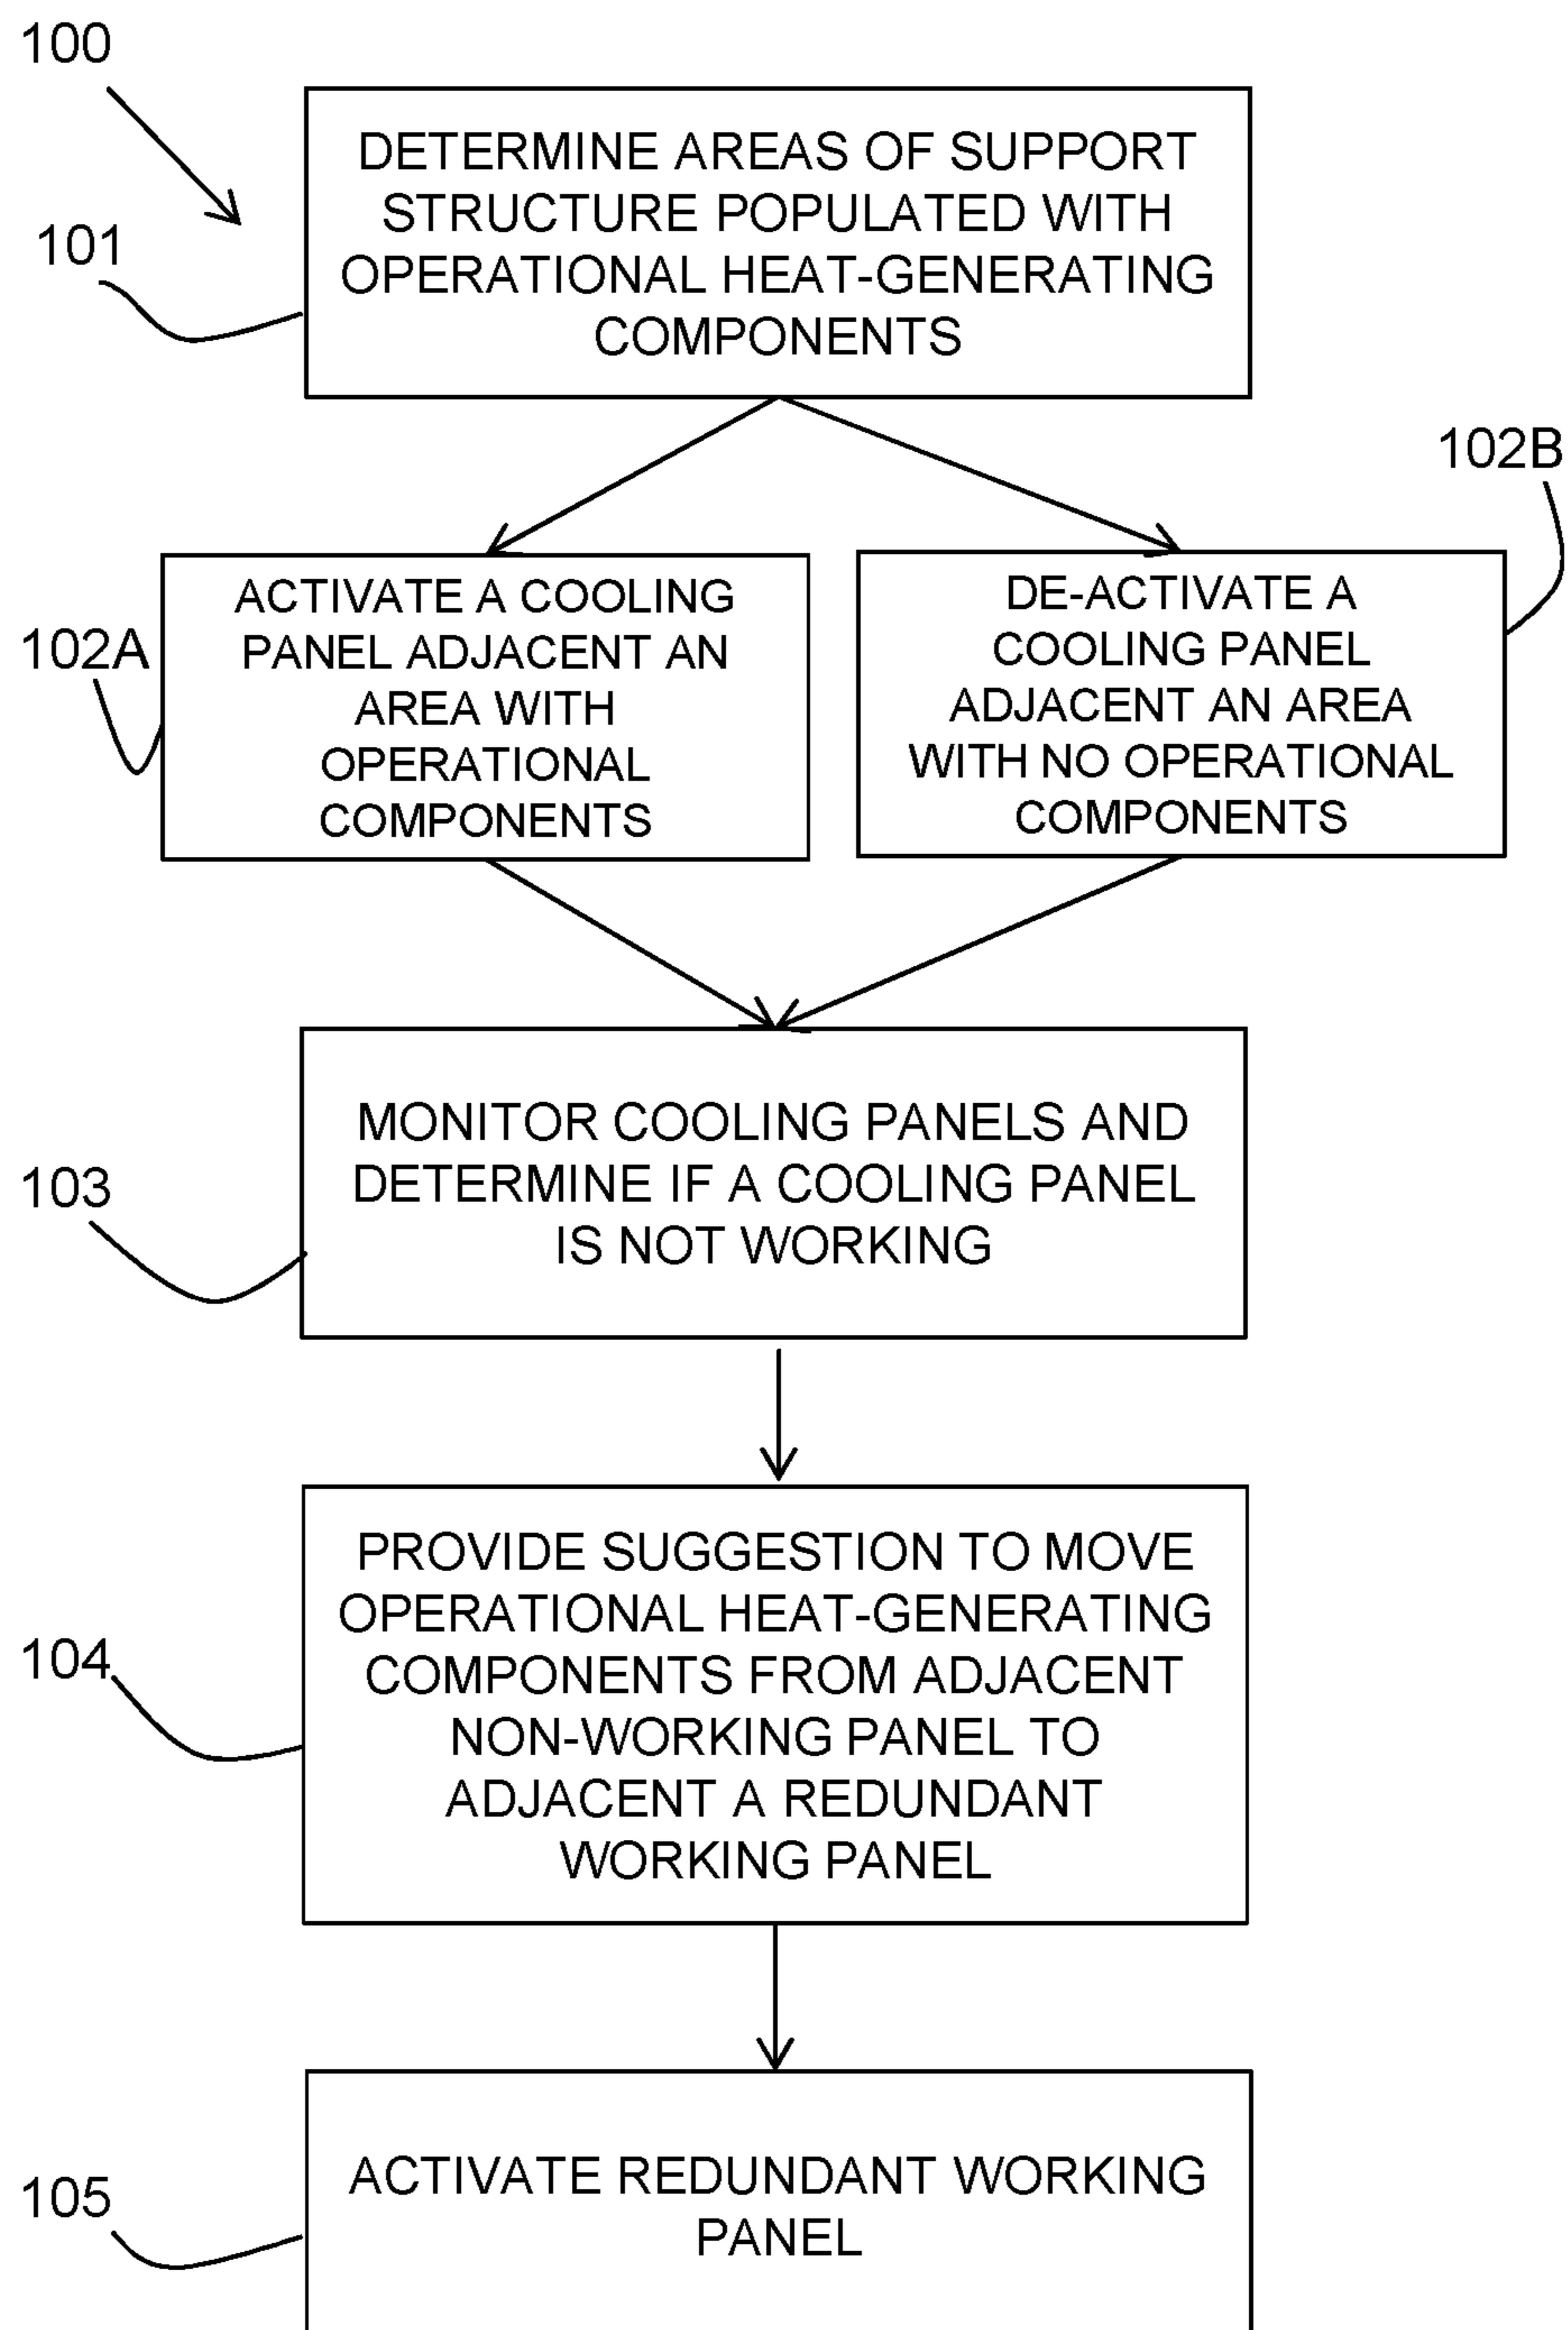 100
101
DETERMINE AREAS OF SUPPORT
STRUCTURE POPULATED WITH
OPERATIONAL HEAT-GENERATING
COMPONENTS
102A
ACTIVATE A COOLING
PANEL ADJACENT AN
AREA WITH
OPERATIONAL
COMPONENTS
102B
DE-ACTIVATE A
COOLING PANEL
ADJACENT AN AREA
WITH NO OPERATIONAL
COMPONENTS
103
MONITOR COOLING PANELS AND
DETERMINE IF A COOLING PANEL
IS NOT WORKING
104
PROVIDE SUGGESTION TO MOVE
OPERATIONAL HEAT-GENERATING
COMPONENTS FROM ADJACENT
NON-WORKING PANEL TO
ADJACENT A REDUNDANT
WORKING PANEL
105
ACTIVATE REDUNDANT WORKING
PANEL